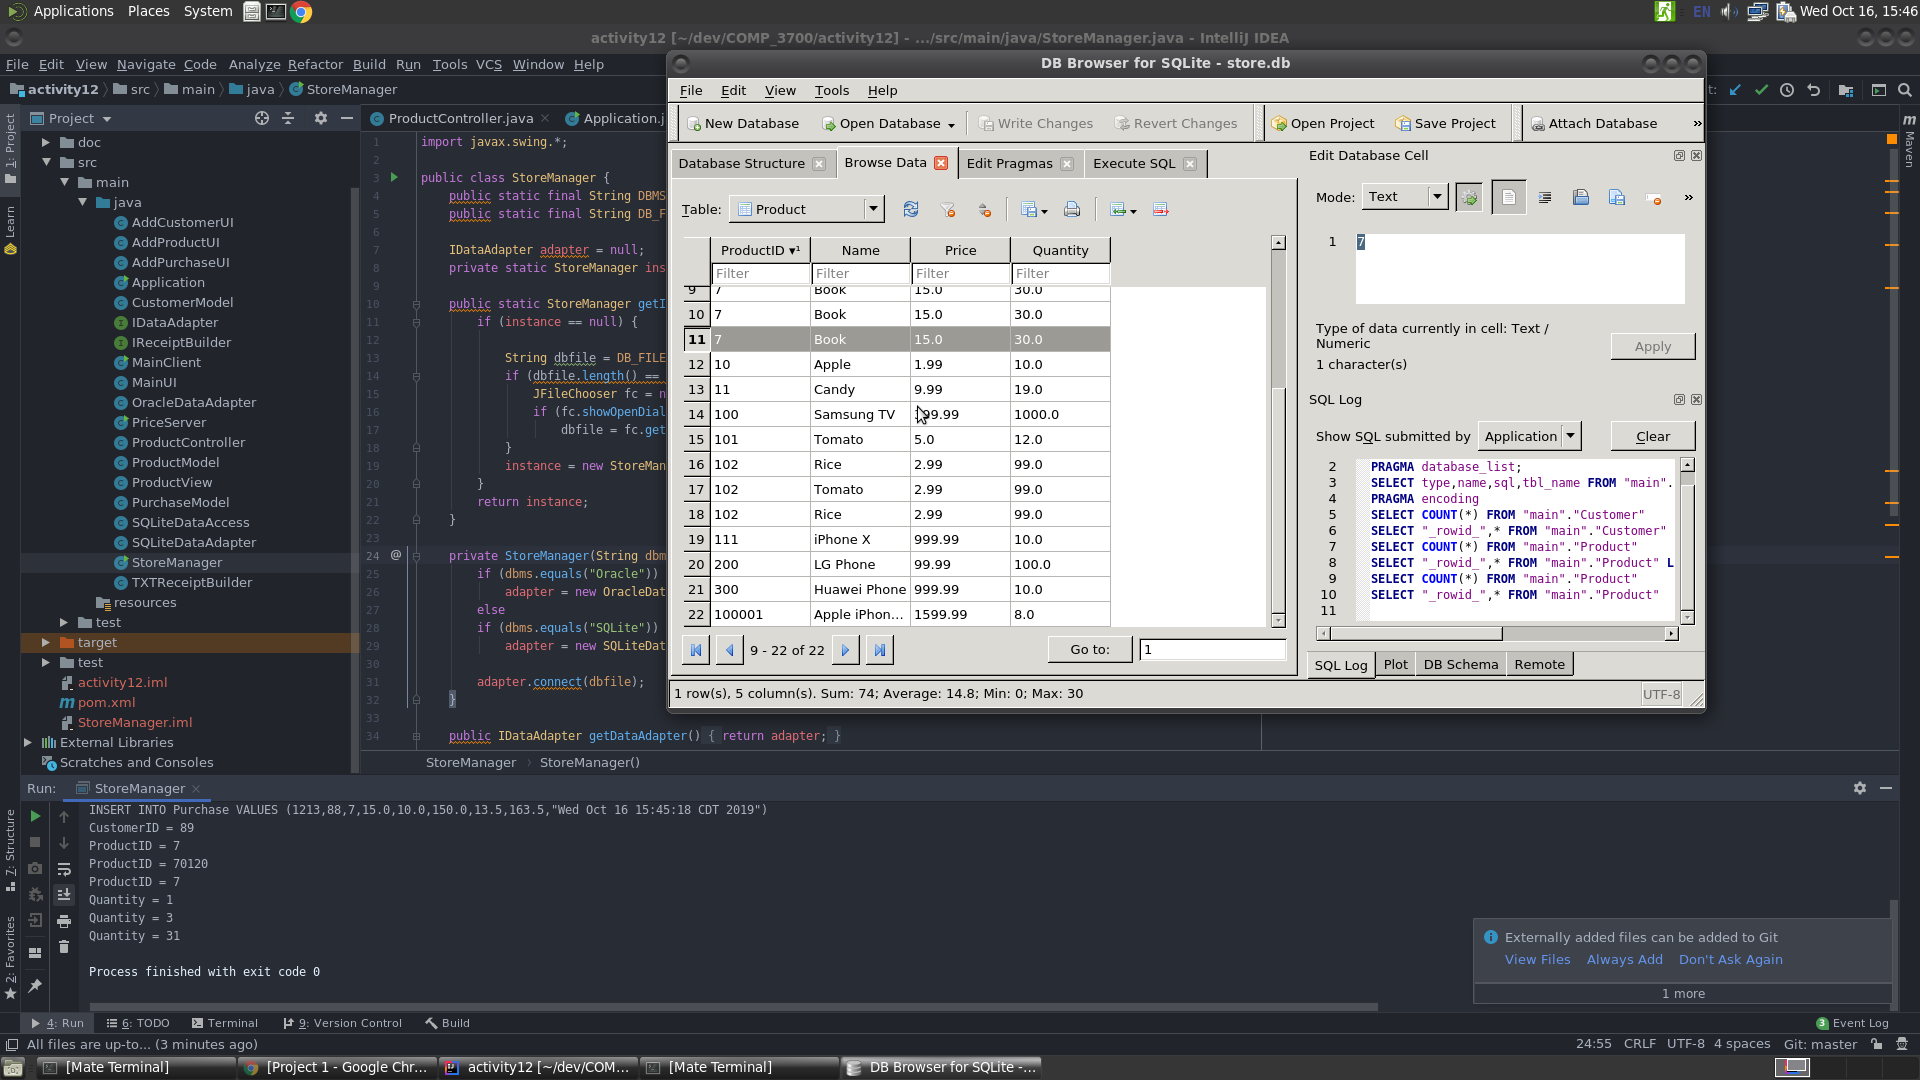 Applications Places System EN Wed Oct 16, 15:46
activity12 [~/dev/COMP_3700/activity12] - .../src/main/java/StoreManager.java - IntelliJ IDEA
File Edit View Navigate Code Analyze Refactor Build Run Tools VCS Window Help
activity12 src main java StoreManager
Project
1: Project
Learn
7: Structure
2: Favorites
doc
src
main
java
AddCustomerUI
AddProductUI
AddPurchaseUI
Application
CustomerModel
IDataAdapter
IReceiptBuilder
MainClient
MainUI
OracleDataAdapter
PriceServer
ProductController
ProductModel
ProductView
PurchaseModel
SQLiteDataAccess
SQLiteDataAdapter
StoreManager
TXTReceiptBuilder
resources
test
target
test
activity12.iml
pom.xml
StoreManager.iml
External Libraries
Scratches and Consoles
ProductController.java Application.j
1 import javax.swing.*;
2
3 public class StoreManager {
4 public static final String DBMS
5 public static final String DB_F
6
7 IDataAdapter adapter = null;
8 private static StoreManager ins
9
10 public static StoreManager getI
11 if (instance == null) {
12
13 String dbfile = DB_FILE
14 if (dbfile.length() ==
15 JFileChooser fc = n
16 if (fc.showOpenDial
17 dbfile = fc.get
18 }
19 instance = new StoreMan
20 }
21 return instance;
22 }
23
24 @ private StoreManager(String dbm
25 if (dbms.equals("Oracle"))
26 adapter = new OracleDat
27 else
28 if (dbms.equals("SQLite"))
29 adapter = new SQLiteDat
30
31 adapter.connect(dbfile);
32 }
33
34 public IDataAdapter getDataAdapter() { return adapter; }
StoreManager StoreManager()
t:
Maven
DB Browser for SQLite - store.db
File Edit View Tools Help
New Database Open Database Write Changes Revert Changes Open Project Save Project Attach Database »
Database Structure Browse Data Edit Pragmas Execute SQL
Table: Product
ProductID Name Price Quantity
Filter Filter Filter Filter
9 7 Book 15.0 30.0
10 7 Book 15.0 30.0
11 7 Book 15.0 30.0
12 10 Apple 1.99 10.0
13 11 Candy 9.99 19.0
14 100 Samsung TV 99.99 1000.0
15 101 Tomato 5.0 12.0
16 102 Rice 2.99 99.0
17 102 Tomato 2.99 99.0
18 102 Rice 2.99 99.0
19 111 iPhone X 999.99 10.0
20 200 LG Phone 99.99 100.0
21 300 Huawei Phone 999.99 10.0
22 100001 Apple iPhon... 1599.99 8.0
9 - 22 of 22 Go to: 1
1 row(s), 5 column(s). Sum: 74; Average: 14.8; Min: 0; Max: 30 UTF-8
Edit Database Cell
Mode: Text »
1 7
Type of data currently in cell: Text /
Numeric
1 character(s)
Apply
SQL Log
Show SQL submitted by Application Clear
2 PRAGMA database_list;
3 SELECT type,name,sql,tbl_name FROM "main".
4 PRAGMA encoding
5 SELECT COUNT(*) FROM "main"."Customer"
6 SELECT "_rowid_",* FROM "main"."Customer"
7 SELECT COUNT(*) FROM "main"."Product"
8 SELECT "_rowid_",* FROM "main"."Product" L
9 SELECT COUNT(*) FROM "main"."Product"
10 SELECT "_rowid_",* FROM "main"."Product"
11
SQL Log Plot DB Schema Remote
Run: StoreManager
INSERT INTO Purchase VALUES (1213,88,7,15.0,10.0,150.0,13.5,163.5,"Wed Oct 16 15:45:18 CDT 2019")
CustomerID = 89
ProductID = 7
ProductID = 70120
ProductID = 7
Quantity = 1
Quantity = 3
Quantity = 31
Process finished with exit code 0
Externally added files can be added to Git
View Files Always Add Don't Ask Again
1 more
4: Run 6: TODO Terminal 9: Version Control Build 3 Event Log
All files are up-to... (3 minutes ago) 24:55 CRLF UTF-8 4 spaces Git: master
[Mate Terminal] [Project 1 - Google Chr... activity12 [~/dev/COM... [Mate Terminal] DB Browser for SQLite -...